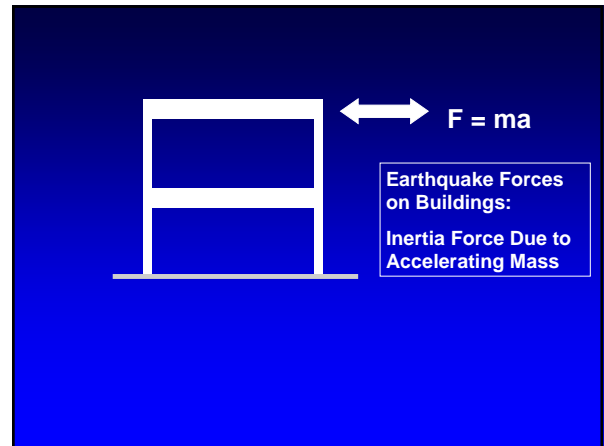 F = ma
Earthquake Forces
on Buildings:
Inertia Force Due to
Accelerating Mass